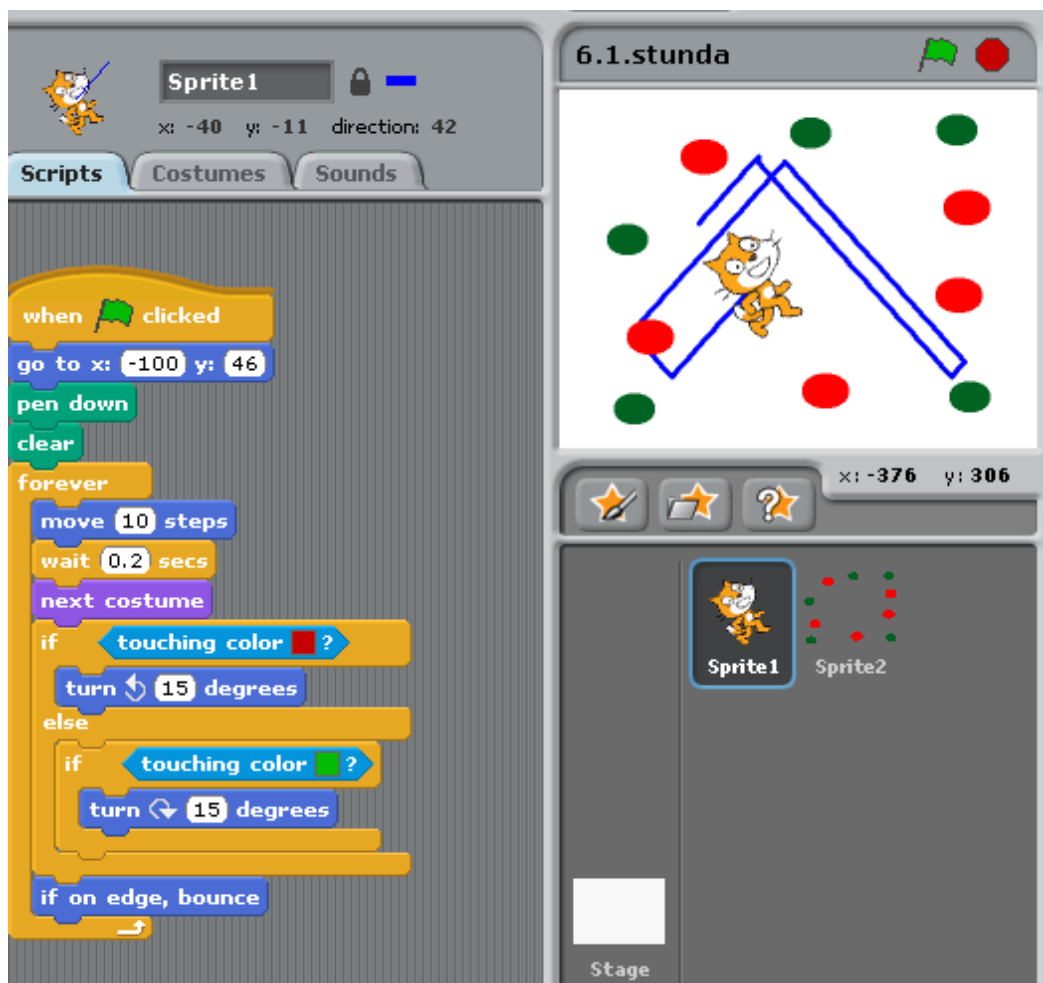 Sprite1
x: -40 y: -11 direction: 42
Scripts Costumes Sounds
when clicked
go to x: -100 y: 46
pen down
clear
forever
move 10 steps
wait 0.2 secs
next costume
if touching color ?
turn 15 degrees
else
if touching color ?
turn 15 degrees
if on edge, bounce
6.1.stunda
x: -376 y: 306
?
Sprite1 Sprite2
Stage